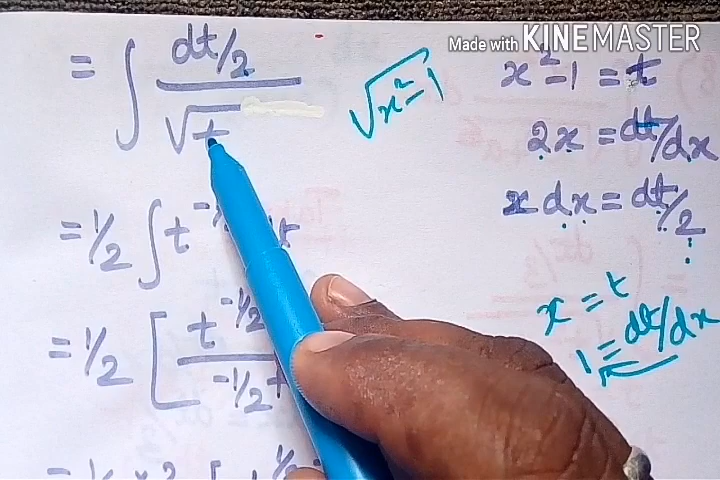 Made with KINEMASTER
= ∫ dt/2 / √t
√x²-1
x²-1 = t
2x = dt/dx
x dx = dt/2
= 1/2 ∫ t
x = t
1 = dt/dx
= 1/2 [ t^-1/2 / -1/2 +